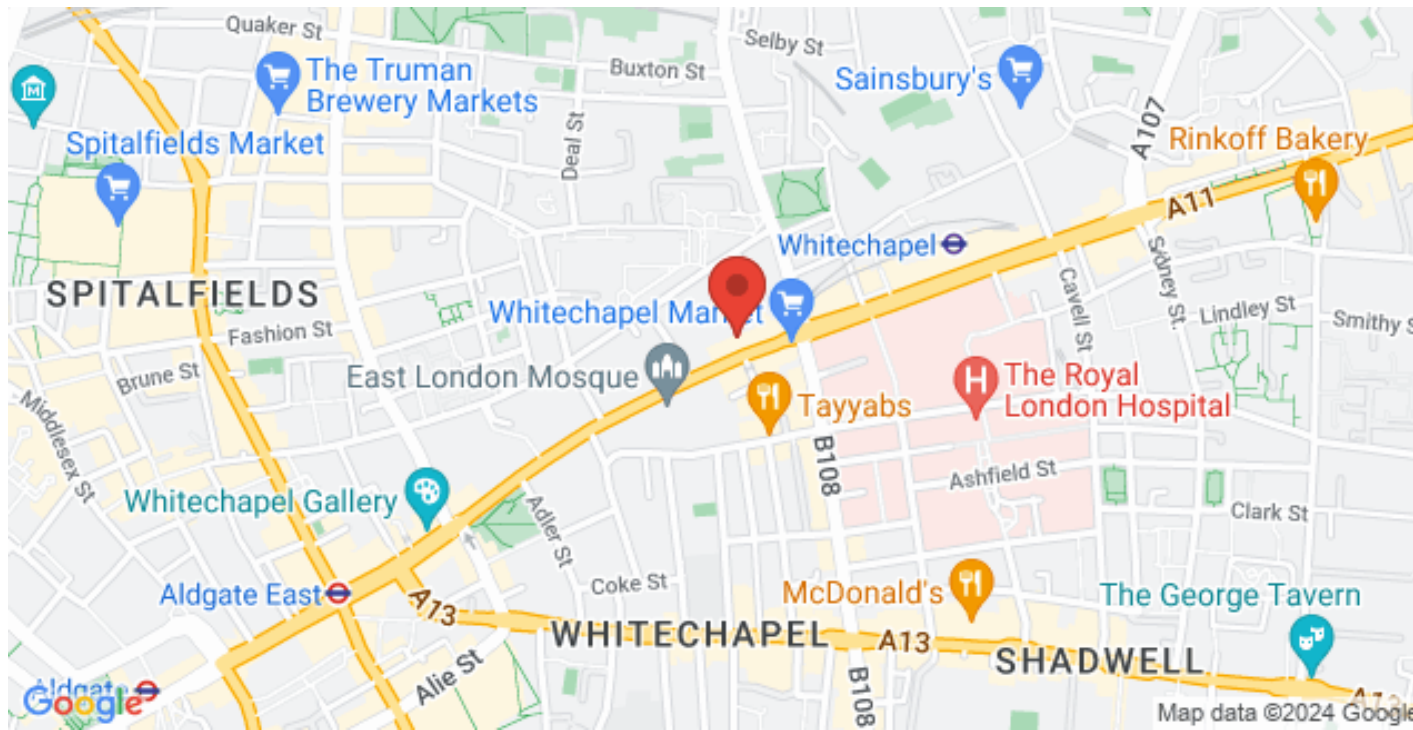 Quaker St
Selby St
The Truman
Brewery Markets
Buxton St
Sainsbury's
A107
Deal St
Spitalfields Market
Rinkoff Bakery
A11
Whitechapel
SPITALFIELDS
Whitechapel Market
Sidney St.
Cavell St
Lindley St
Smithy S
Fashion St
Brune St
East London Mosque
The Royal
London Hospital
Tayyabs
Middlesex St
B108
Ashfield St
Whitechapel Gallery
Adler St
Clark St
Coke St
Aldgate East
McDonald's
The George Tavern
A13
WHITECHAPEL
A13
SHADWELL
Alie St
B108
Aldgate
Google
A13
Map data ©2024 Google